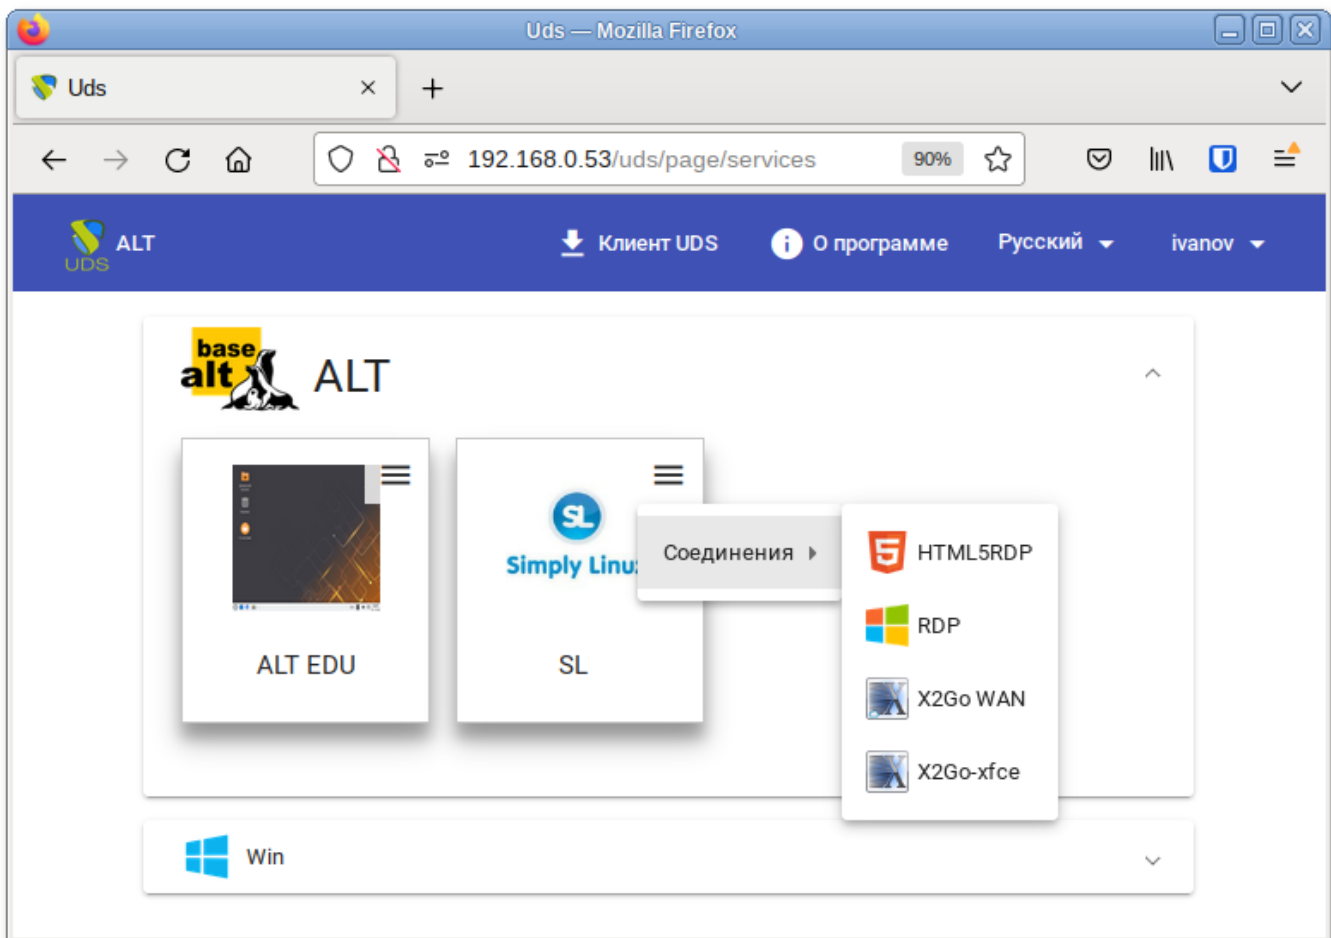 Uds — Mozilla Firefox
Uds
192.168.0.53/uds/page/services
90%
UDS
ALT
Клиент UDS
О программе
Русский
ivanov
base
alt
ALT
SL
Simply Linu
Соединения
HTML5RDP
RDP
X2Go WAN
X2Go-xfce
ALT EDU
SL
Win